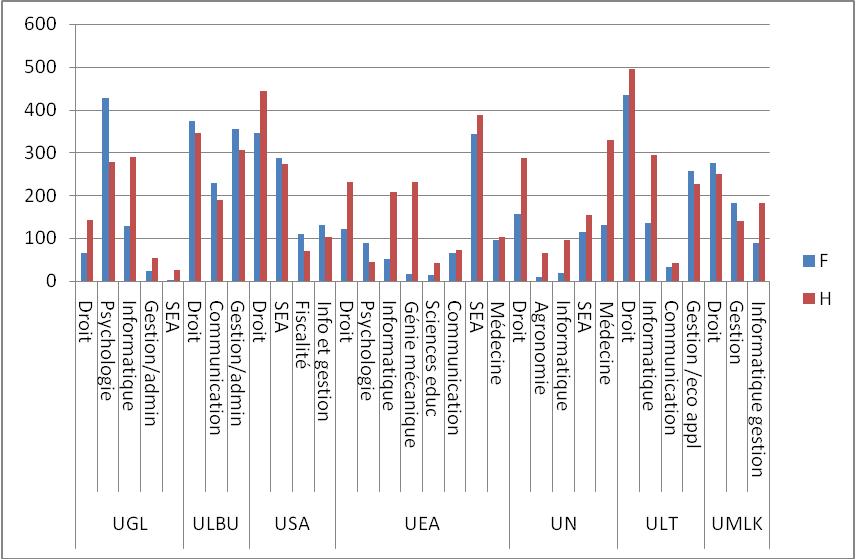 600
500
400
300
200
100
0
F
H
Droit
Psychologie
Informatique
Gestion/admin
SEA
Droit
Communication
Gestion/admin
Droit
SEA
Fiscalité
Info et gestion
Droit
Psychologie
Informatique
Génie mécanique
Sciences educ
Communication
SEA
Médecine
Droit
Agronomie
Informatique
SEA
Médecine
Droit
Informatique
Communication
Gestion /eco appl
Droit
Gestion
Informatique gestion
UGL
ULBU
USA
UEA
UN
ULT
UMLK